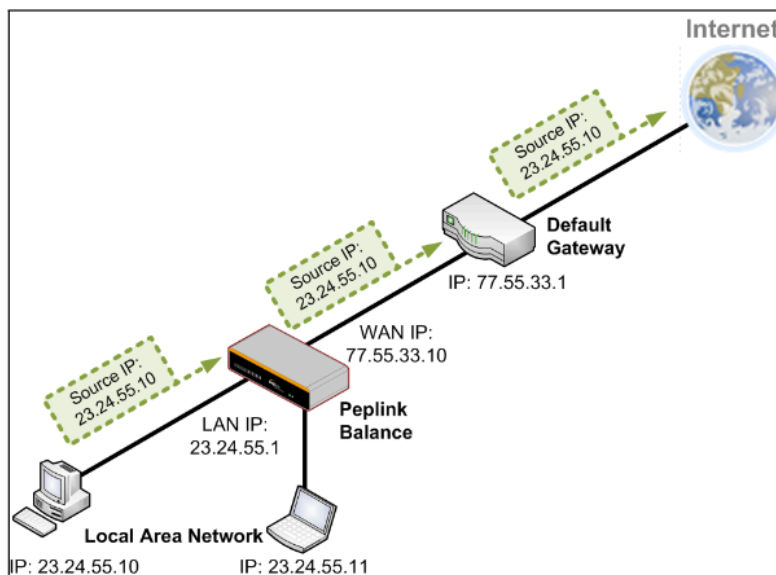 Internet
Source IP:
23.24.55.10
Default
Gateway
IP: 77.55.33.1
Source IP:
23.24.55.10
WAN IP:
77.55.33.10
Source IP:
23.24.55.10
Peplink
Balance
LAN IP:
23.24.55.1
Local Area Network
IP: 23.24.55.10
IP: 23.24.55.11